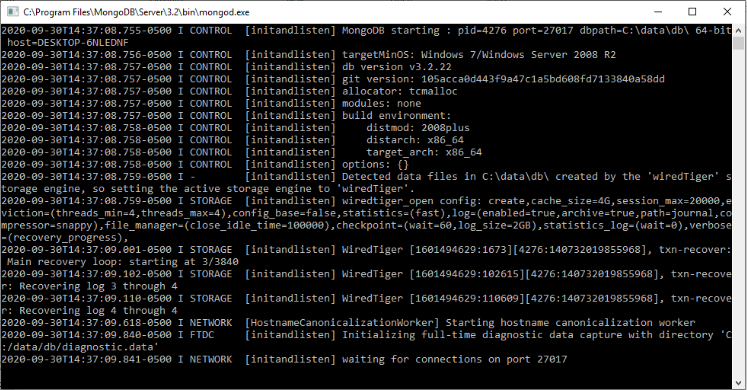 C:\Program Files\MongoDB\Server\3.2\bin\mongod.exe
2020-09-30T14:37:08.755-0500 I CONTROL  [initandlisten] MongoDB starting : pid=4276 port=27017 dbpath=C:\data\db\ 64-bit
 host=DESKTOP-6NLEDNF
2020-09-30T14:37:08.756-0500 I CONTROL  [initandlisten] targetMinOS: Windows 7/Windows Server 2008 R2
2020-09-30T14:37:08.757-0500 I CONTROL  [initandlisten] db version v3.2.22
2020-09-30T14:37:08.757-0500 I CONTROL  [initandlisten] git version: 105acca0d443f9a47c1a5bd608fd7133840a58dd
2020-09-30T14:37:08.757-0500 I CONTROL  [initandlisten] allocator: tcmalloc
2020-09-30T14:37:08.757-0500 I CONTROL  [initandlisten] modules: none
2020-09-30T14:37:08.758-0500 I CONTROL  [initandlisten] build environment:
2020-09-30T14:37:08.758-0500 I CONTROL  [initandlisten]     distmod: 2008plus
2020-09-30T14:37:08.758-0500 I CONTROL  [initandlisten]     distarch: x86_64
2020-09-30T14:37:08.758-0500 I CONTROL  [initandlisten]     target_arch: x86_64
2020-09-30T14:37:08.758-0500 I CONTROL  [initandlisten] options: {}
2020-09-30T14:37:08.759-0500 I -        [initandlisten] Detected data files in C:\data\db\ created by the 'wiredTiger' s
torage engine, so setting the active storage engine to 'wiredTiger'.
2020-09-30T14:37:08.759-0500 I STORAGE  [initandlisten] wiredtiger_open config: create,cache_size=4G,session_max=20000,e
viction=(threads_min=4,threads_max=4),config_base=false,statistics=(fast),log=(enabled=true,archive=true,path=journal,co
mpressor=snappy),file_manager=(close_idle_time=100000),checkpoint=(wait=60,log_size=2GB),statistics_log=(wait=0),verbose
=(recovery_progress),
2020-09-30T14:37:09.001-0500 I STORAGE  [initandlisten] WiredTiger [1601494629:1673][4276:140732019855968], txn-recover:
 Main recovery loop: starting at 3/3840
2020-09-30T14:37:09.102-0500 I STORAGE  [initandlisten] WiredTiger [1601494629:102615][4276:140732019855968], txn-recove
r: Recovering log 3 through 4
2020-09-30T14:37:09.110-0500 I STORAGE  [initandlisten] WiredTiger [1601494629:110609][4276:140732019855968], txn-recove
r: Recovering log 4 through 4
2020-09-30T14:37:09.618-0500 I NETWORK  [HostnameCanonicalizationWorker] Starting hostname canonicalization worker
2020-09-30T14:37:09.840-0500 I FTDC     [initandlisten] Initializing full-time diagnostic data capture with directory 'C
:/data/db/diagnostic.data'
2020-09-30T14:37:09.841-0500 I NETWORK  [initandlisten] waiting for connections on port 27017